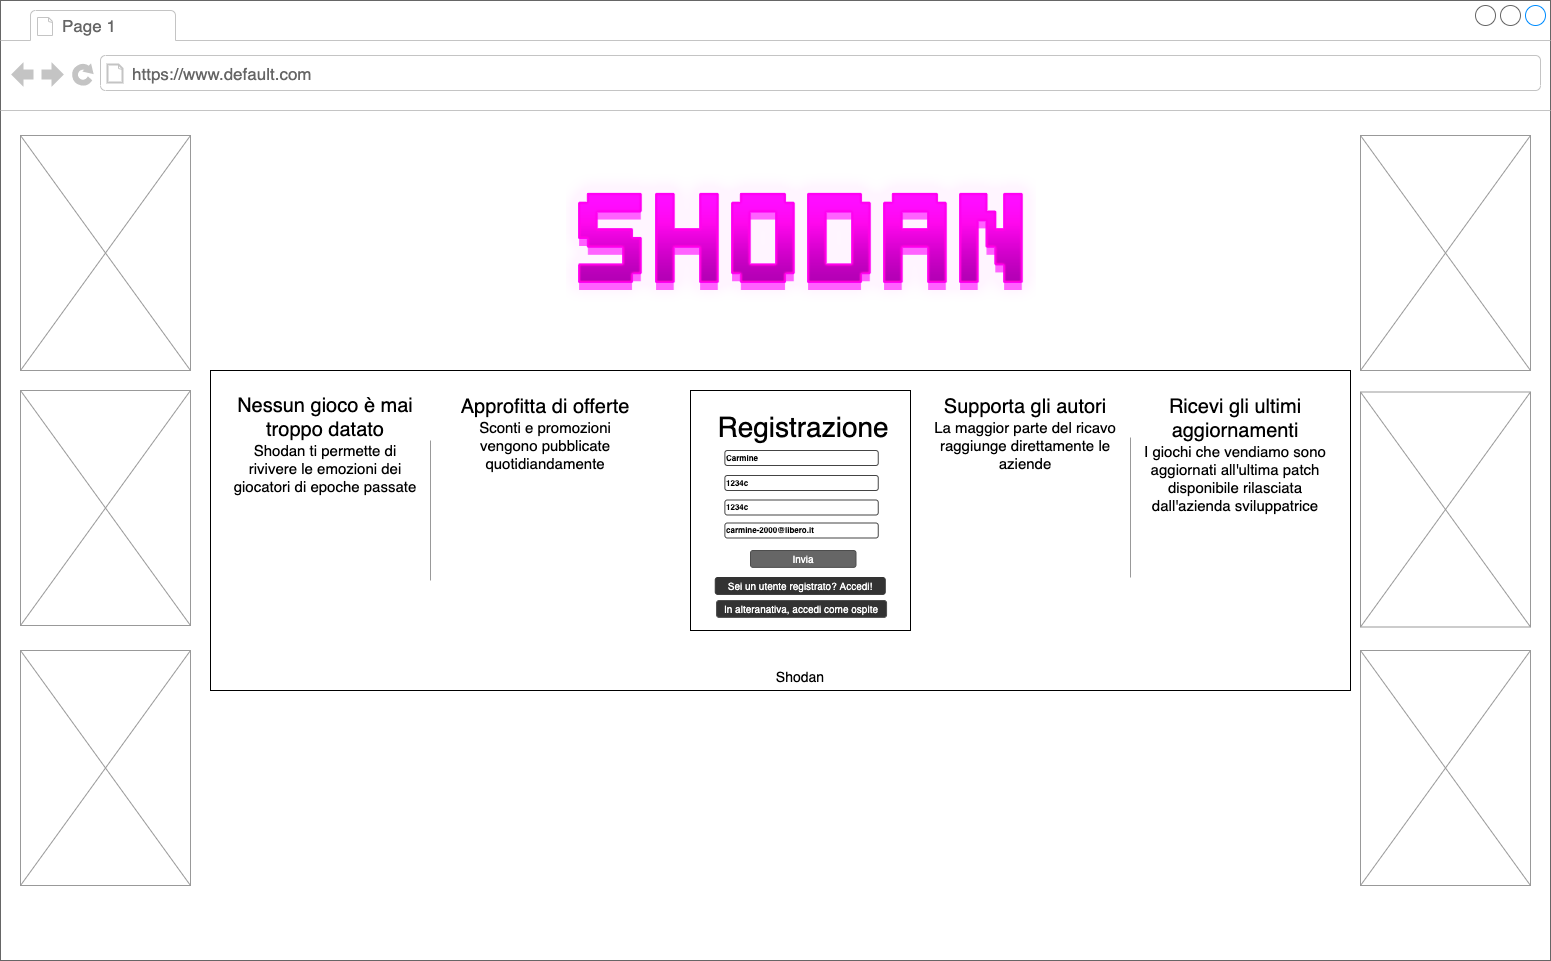 Page 1
https://www.default.com
SHODAN
Nessun gioco è mai
troppo datato
Shodan ti permette di
rivivere le emozioni dei
giocatori di epoche passate
Approfitta di offerte
Sconti e promozioni
vengono pubblicate
quotidiandamente
Registrazione
Carmine
1234c
1234c
carmine-2000@libero.it
Invia
Sei un utente registrato? Accedi!
In alteranativa, accedi come ospite
Supporta gli autori
La maggior parte del ricavo
raggiunge direttamente le
aziende
Ricevi gli ultimi
aggiornamenti
I giochi che vendiamo sono
aggiornati all'ultima patch
disponibile rilasciata
dall'azienda sviluppatrice
Shodan